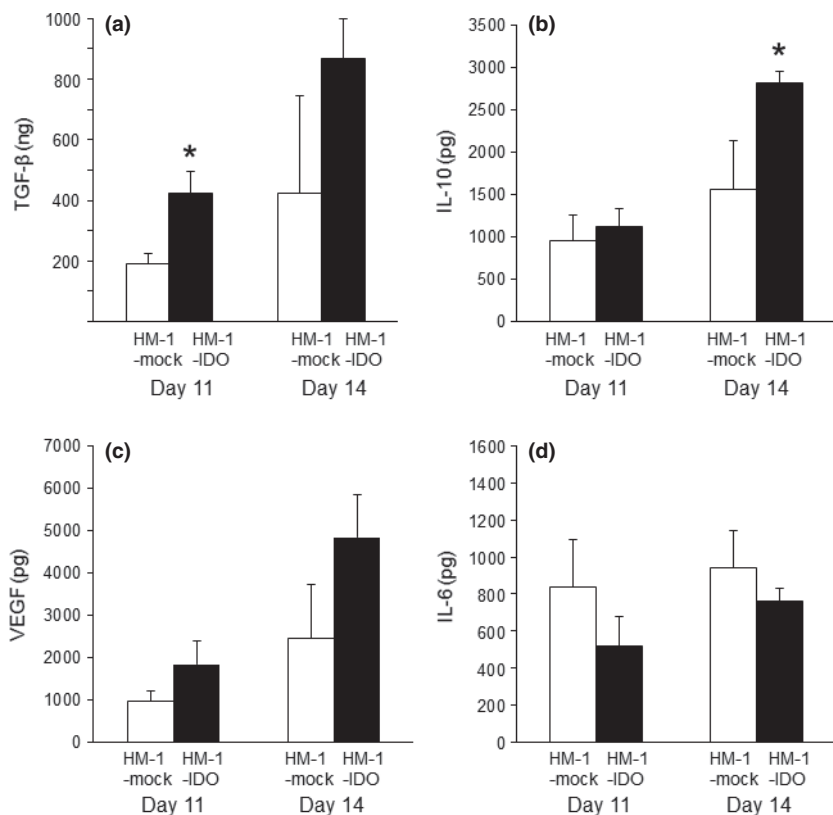 (a)
1000
800
600
400
200
TGF-β (ng)
*
HM-1 HM-1
-mock -IDO
Day 11
HM-1 HM-1
-mock -IDO
Day 14
(b)
3500
3000
2500
2000
1500
1000
500
0
IL-10 (pg)
*
HM-1 HM-1
-mock -IDO
Day 11
HM-1 HM-1
-mock -IDO
Day 14
(c)
7000
6000
5000
4000
3000
2000
1000
0
VEGF (pg)
HM-1 HM-1
-mock -IDO
Day 11
HM-1 HM-1
-mock -IDO
Day 14
(d)
1600
1400
1200
1000
800
600
400
200
0
IL-6 (pg)
HM-1 HM-1
-mock -IDO
Day 11
HM-1 HM-1
-mock -IDO
Day 14